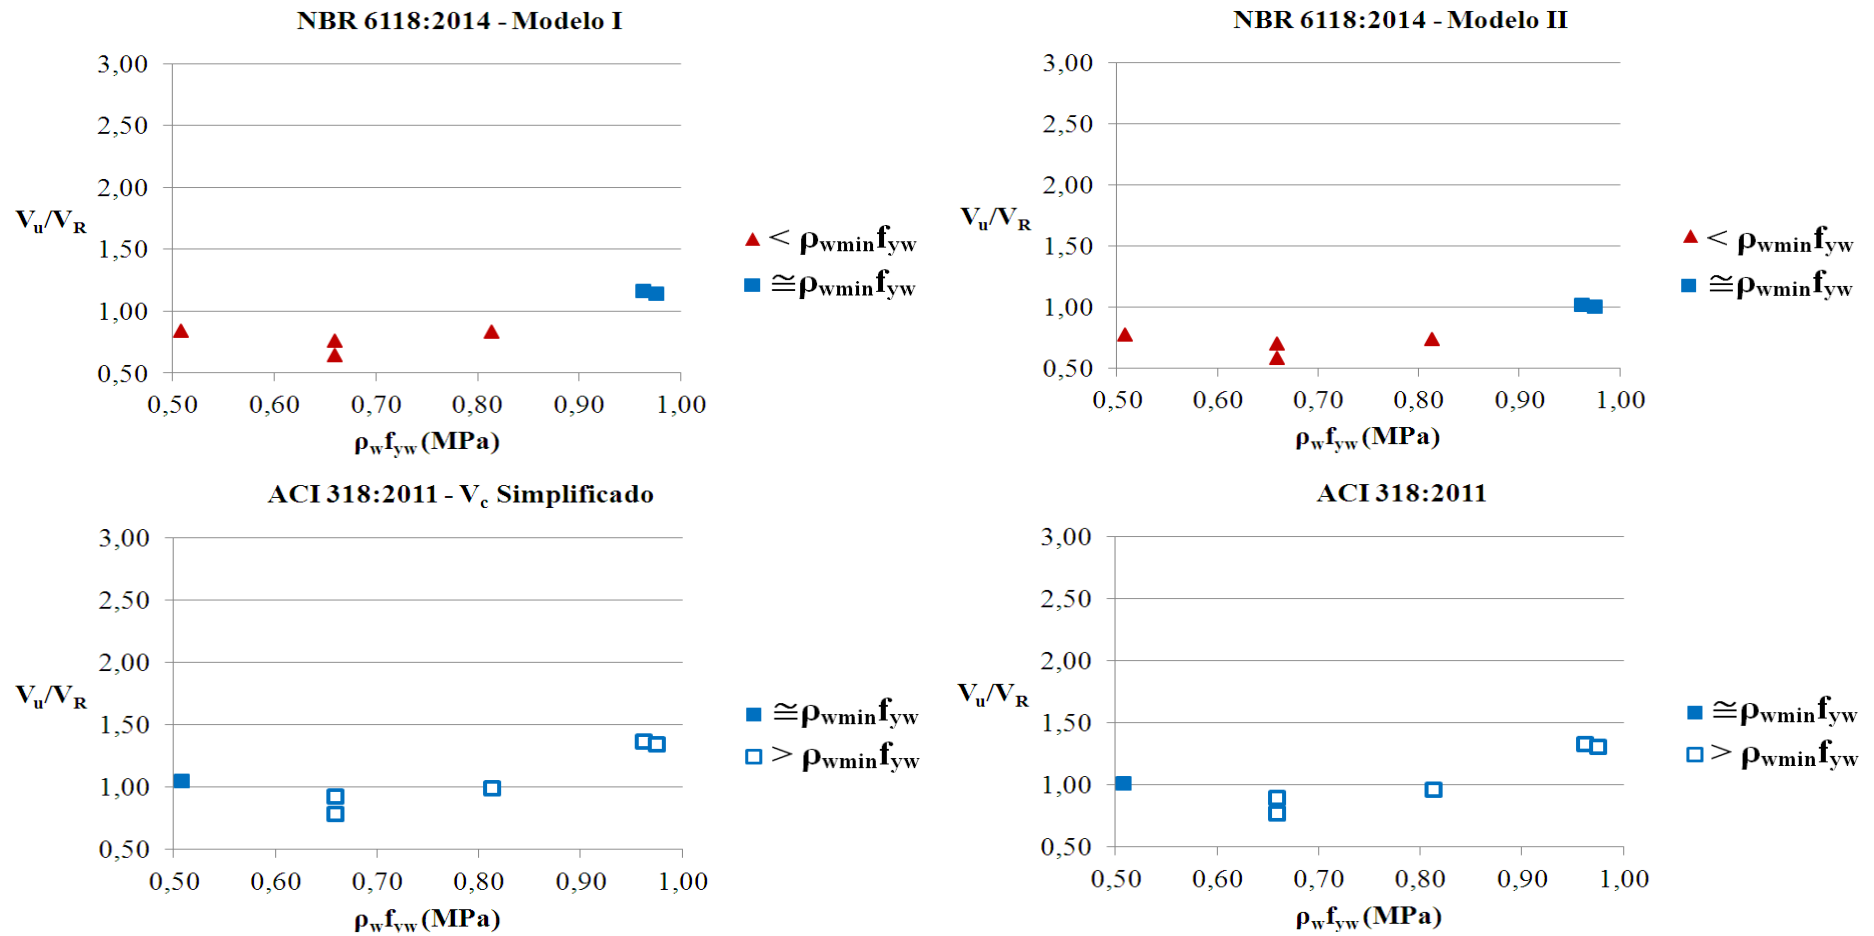 NBR 6118:2014 - Modelo I
3,00
2,50
2,00
1,50
1,00
0,50
Vu/VR
0,50 0,60 0,70 0,80 0,90 1,00
ρwfyw (MPa)
< ρwminfyw
≅ρwminfyw
NBR 6118:2014 - Modelo II
3,00
2,50
2,00
1,50
1,00
0,50
Vu/VR
0,50 0,60 0,70 0,80 0,90 1,00
ρwfyw (MPa)
< ρwminfyw
≅ρwminfyw
ACI 318:2011 - Vc Simplificado
3,00
2,50
2,00
1,50
1,00
0,50
Vu/VR
0,50 0,60 0,70 0,80 0,90 1,00
ρwfyw (MPa)
≅ρwminfyw
> ρwminfyw
ACI 318:2011
3,00
2,50
2,00
1,50
1,00
0,50
Vu/VR
0,50 0,60 0,70 0,80 0,90 1,00
ρwfyw (MPa)
≅ρwminfyw
> ρwminfyw